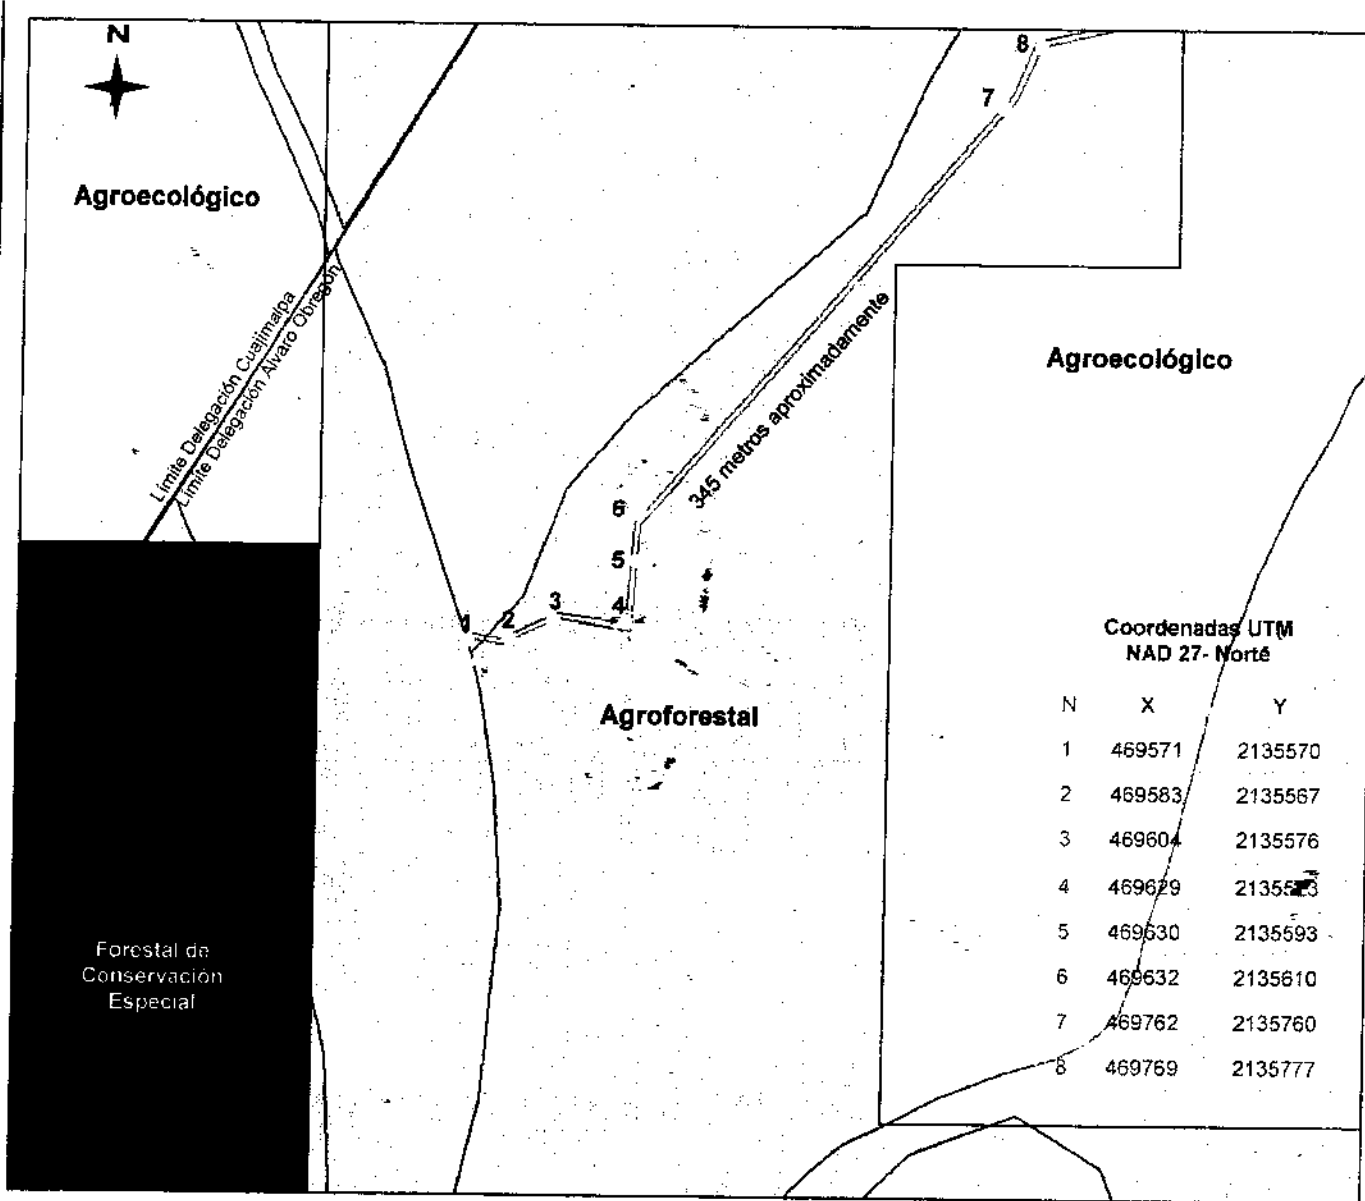 N
8
7
Agroecológico
Límite Delegación Cuajimalpa
Límite Delegación Alvaro Obregón
345 metros aproximadamente
Agroecológico
6
5
4
3
2
1
Agroforestal
Forestal de
Conservación
Especial
Coordenadas UTM
NAD 27- Norte
N X Y
1 469571 2135570
2 469583 2135567
3 469604 2135576
4 469629
5 469630 2135593
6 469632 2135610
7 469762 2135760
8 469769 2135777